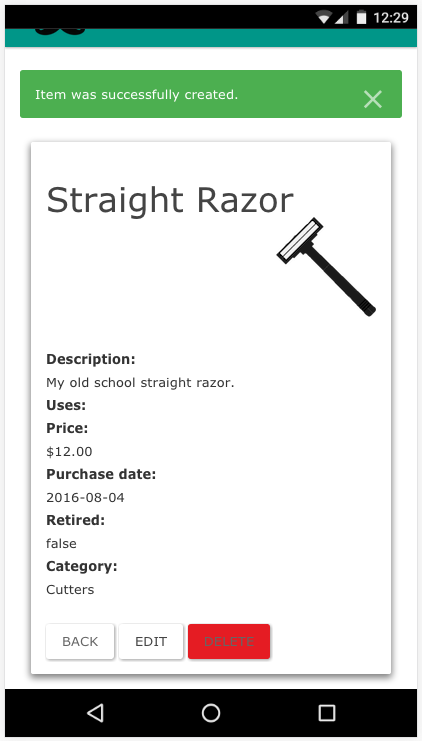 12:29
Item was successfully created.
Straight Razor
Description:
My old school straight razor.
Uses:
Price:
$12.00
Purchase date:
2016-08-04
Retired:
false
Category:
Cutters
BACK EDIT DELETE